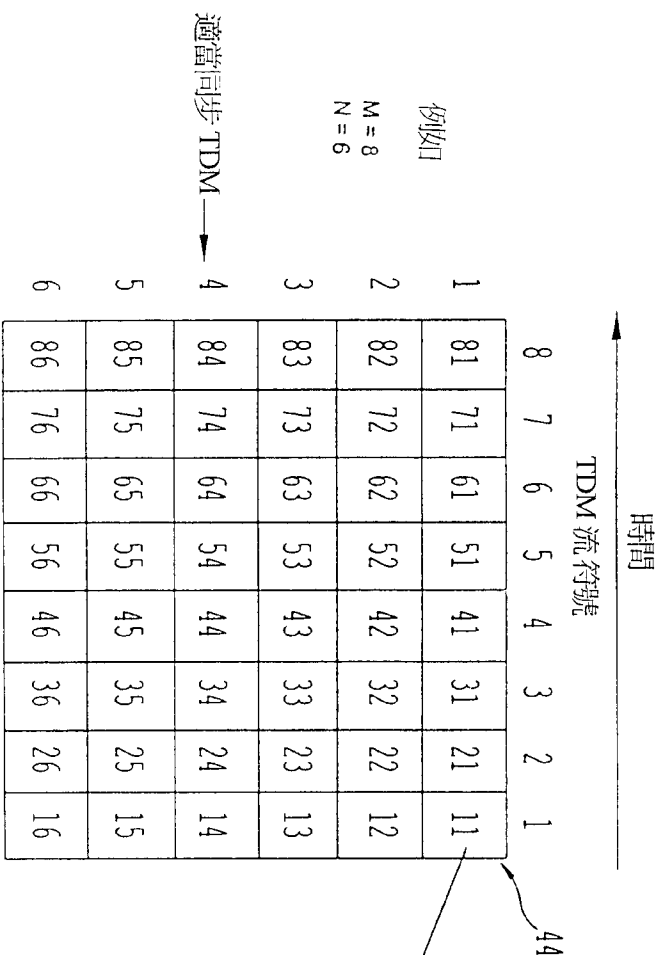 時間
TDM 流符號
44
8 7 6 5 4 3 2 1
1 81 71 61 51 41 31 21 11
例如
2 82 72 62 52 42 32 22 12
M = 8
N = 6
3 83 73 63 53 43 33 23 13
適當同步 TDM
4 84 74 64 54 44 34 24 14
5 85 75 65 55 45 35 25 15
6 86 76 66 56 46 36 26 16